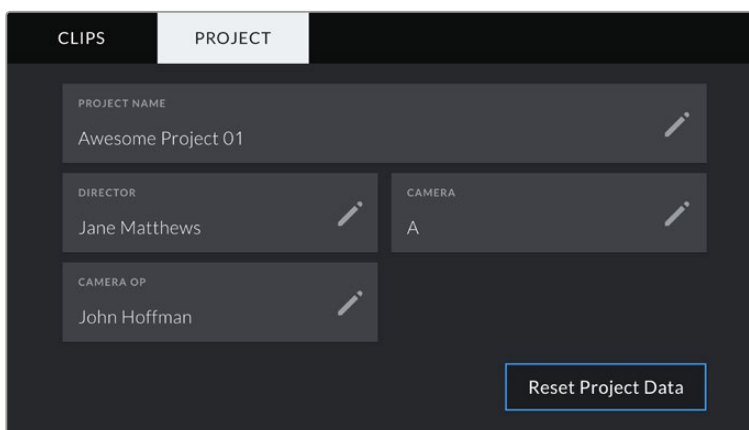 CLIPS PROJECT
PROJECT NAME
Awesome Project 01
DIRECTOR
Jane Matthews
CAMERA
A
CAMERA OP
John Hoffman
Reset Project Data